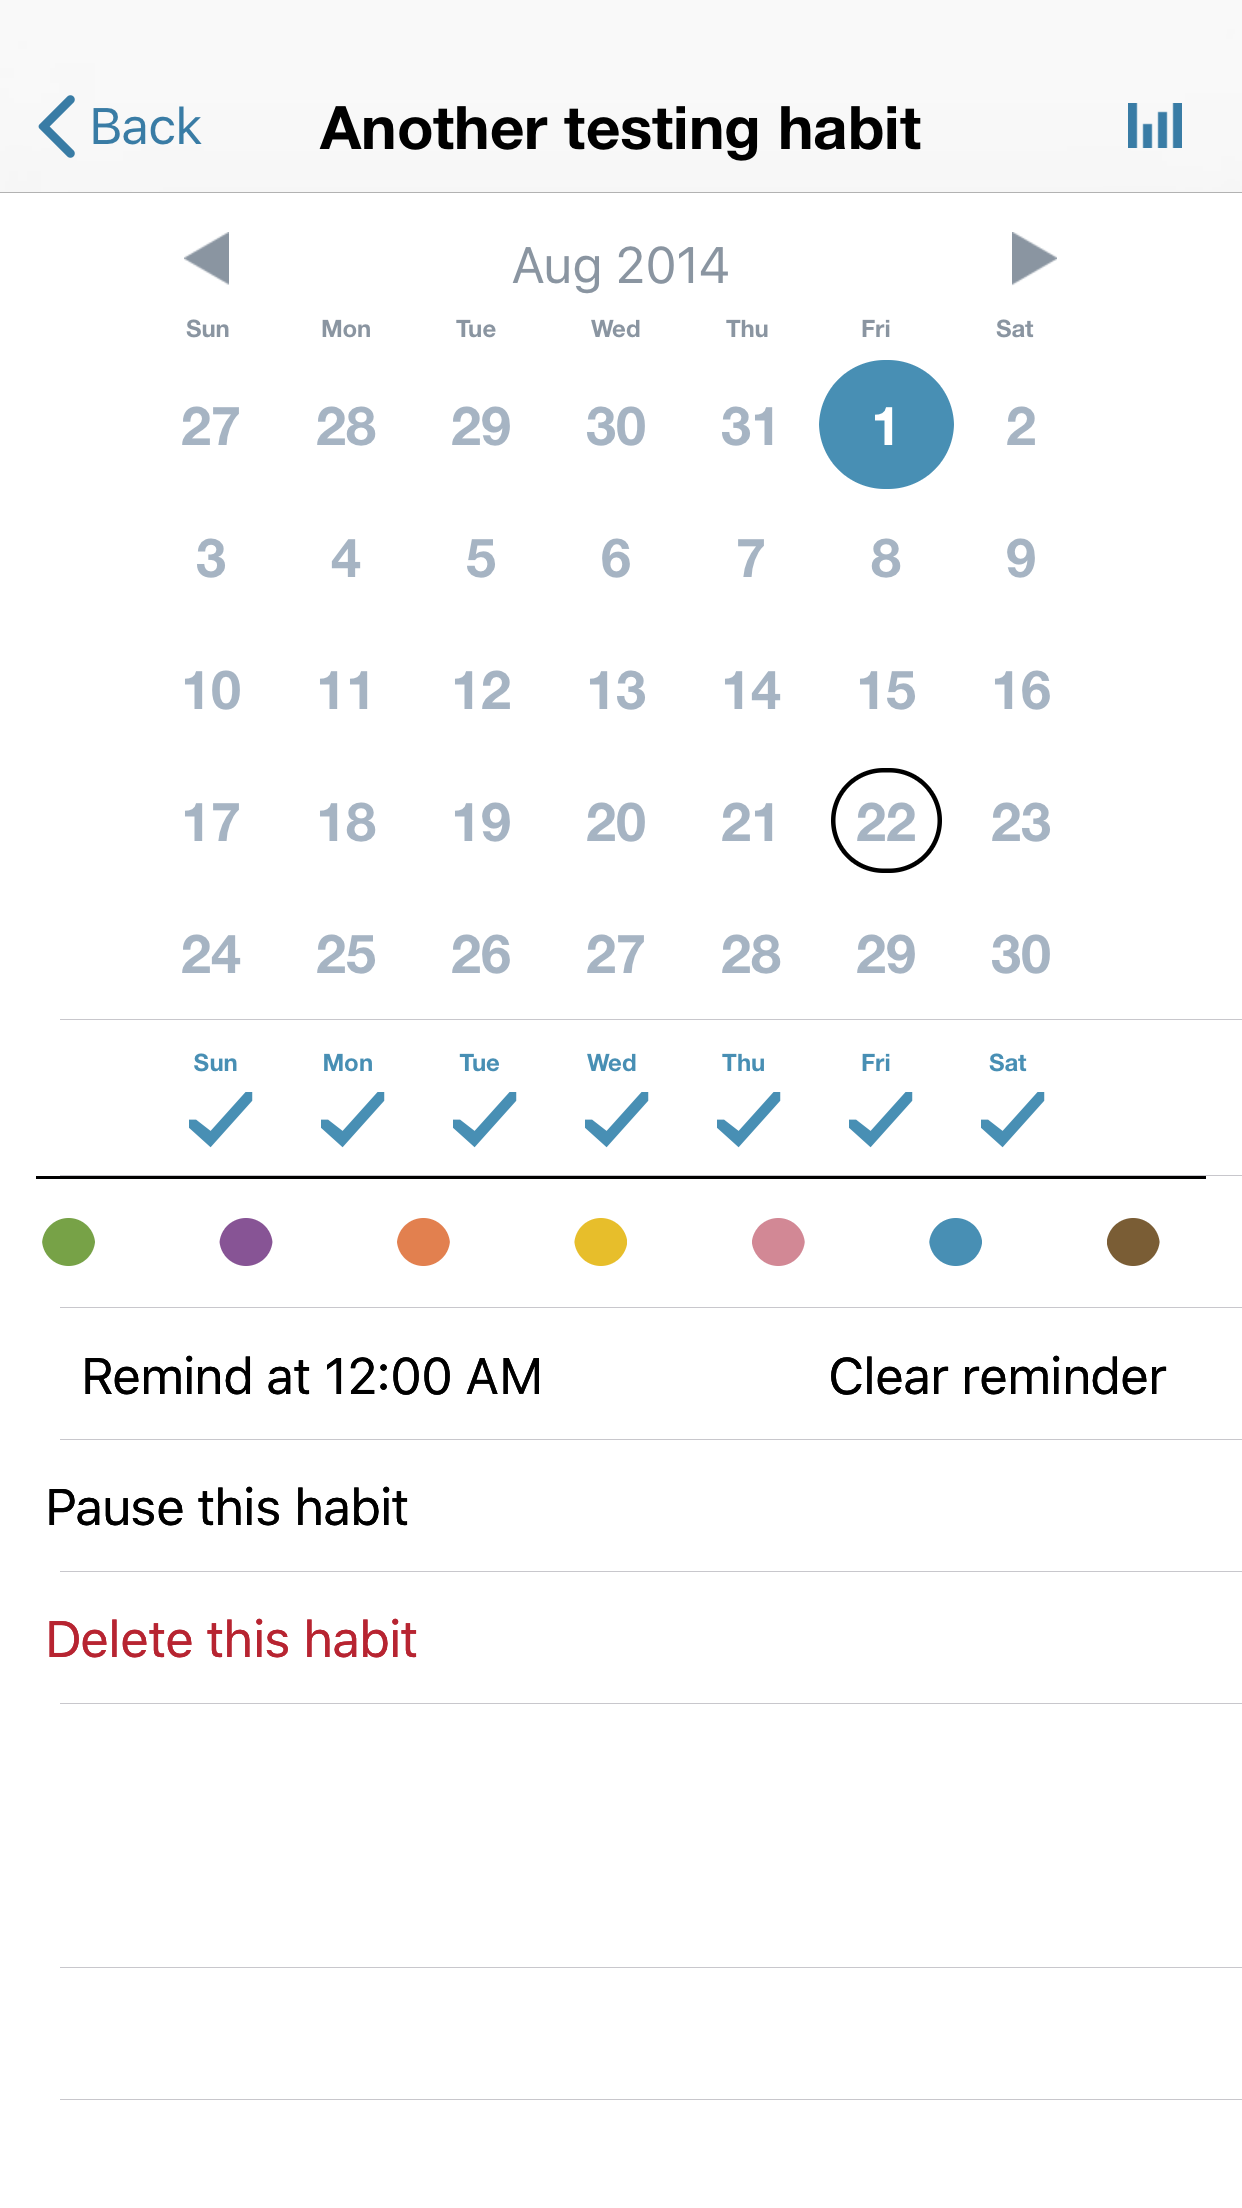 Back Another testing habit
Aug 2014
Sun Mon Tue Wed Thu Fri Sat
27 28 29 30 31 1 2
3 4 5 6 7 8 9
10 11 12 13 14 15 16
17 18 19 20 21 22 23
24 25 26 27 28 29 30
Sun Mon Tue Wed Thu Fri Sat
Remind at 12:00 AM Clear reminder
Pause this habit
Delete this habit